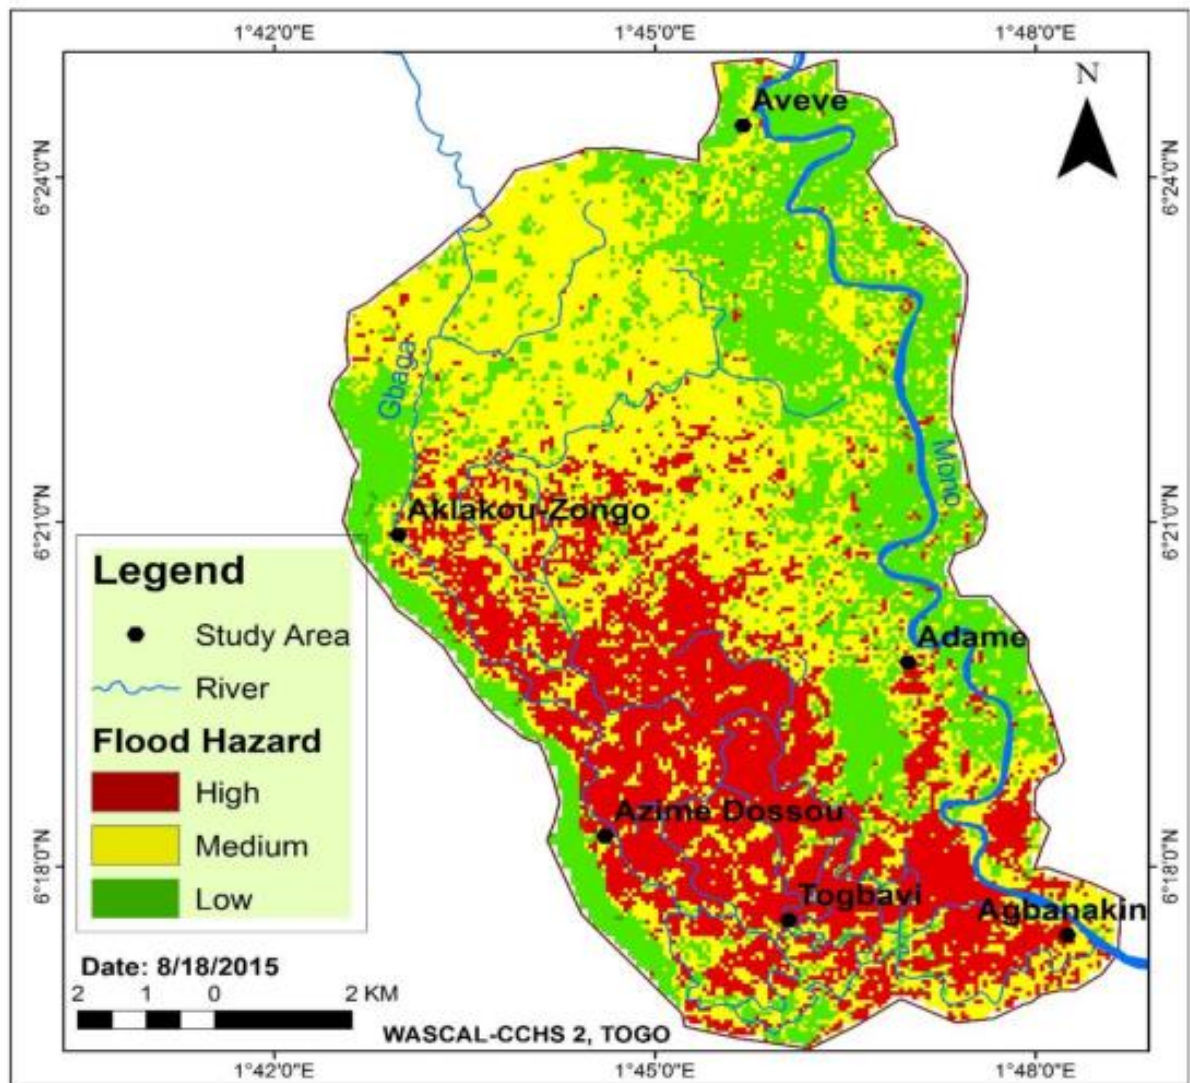 1°42'0"E
1°45'0"E
1°48'0"E
N
Aveve
6°24'0"N
6°24'0"N
Gbaga
Mono
6°21'0"N
6°21'0"N
Aklakou-Zongo
Legend
Study Area
River
Flood Hazard
High
Medium
Low
Adame
Azime Dossou
6°18'0"N
6°18'0"N
Togbavi
Agbanakin
Date: 8/18/2015
2 1 0 2 KM
WASCAL-CCHS 2, TOGO
1°42'0"E
1°45'0"E
1°48'0"E